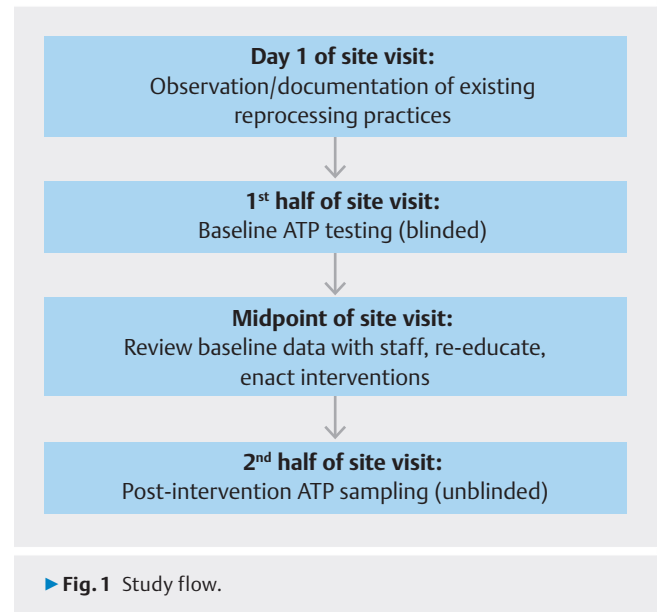 Day 1 of site visit:
Observation/documentation of existing
reprocessing practices
1st half of site visit:
Baseline ATP testing (blinded)
Midpoint of site visit:
Review baseline data with staff, re-educate,
enact interventions
2nd half of site visit:
Post-intervention ATP sampling (unblinded)
▶ Fig. 1 Study flow.